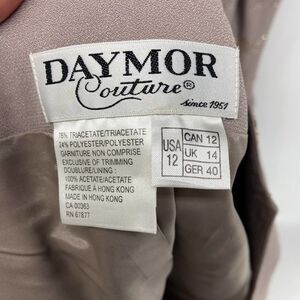 DAYMOR
Couture®
since 1951
76% TRIACETATE/TRIACETATE
24% POLYESTER/POLYESTER
GARNITURE NON COMPRISE
EXCLUSIVE OF TRIMMING
DOUBLURE/LINING:
100% ACETATE/ACETATE
FABRIQUÉ À HONG KONG
MADE IN HONG KONG
CA 00363
RN 67877
USA
12
CAN 12
UK 14
GER 40